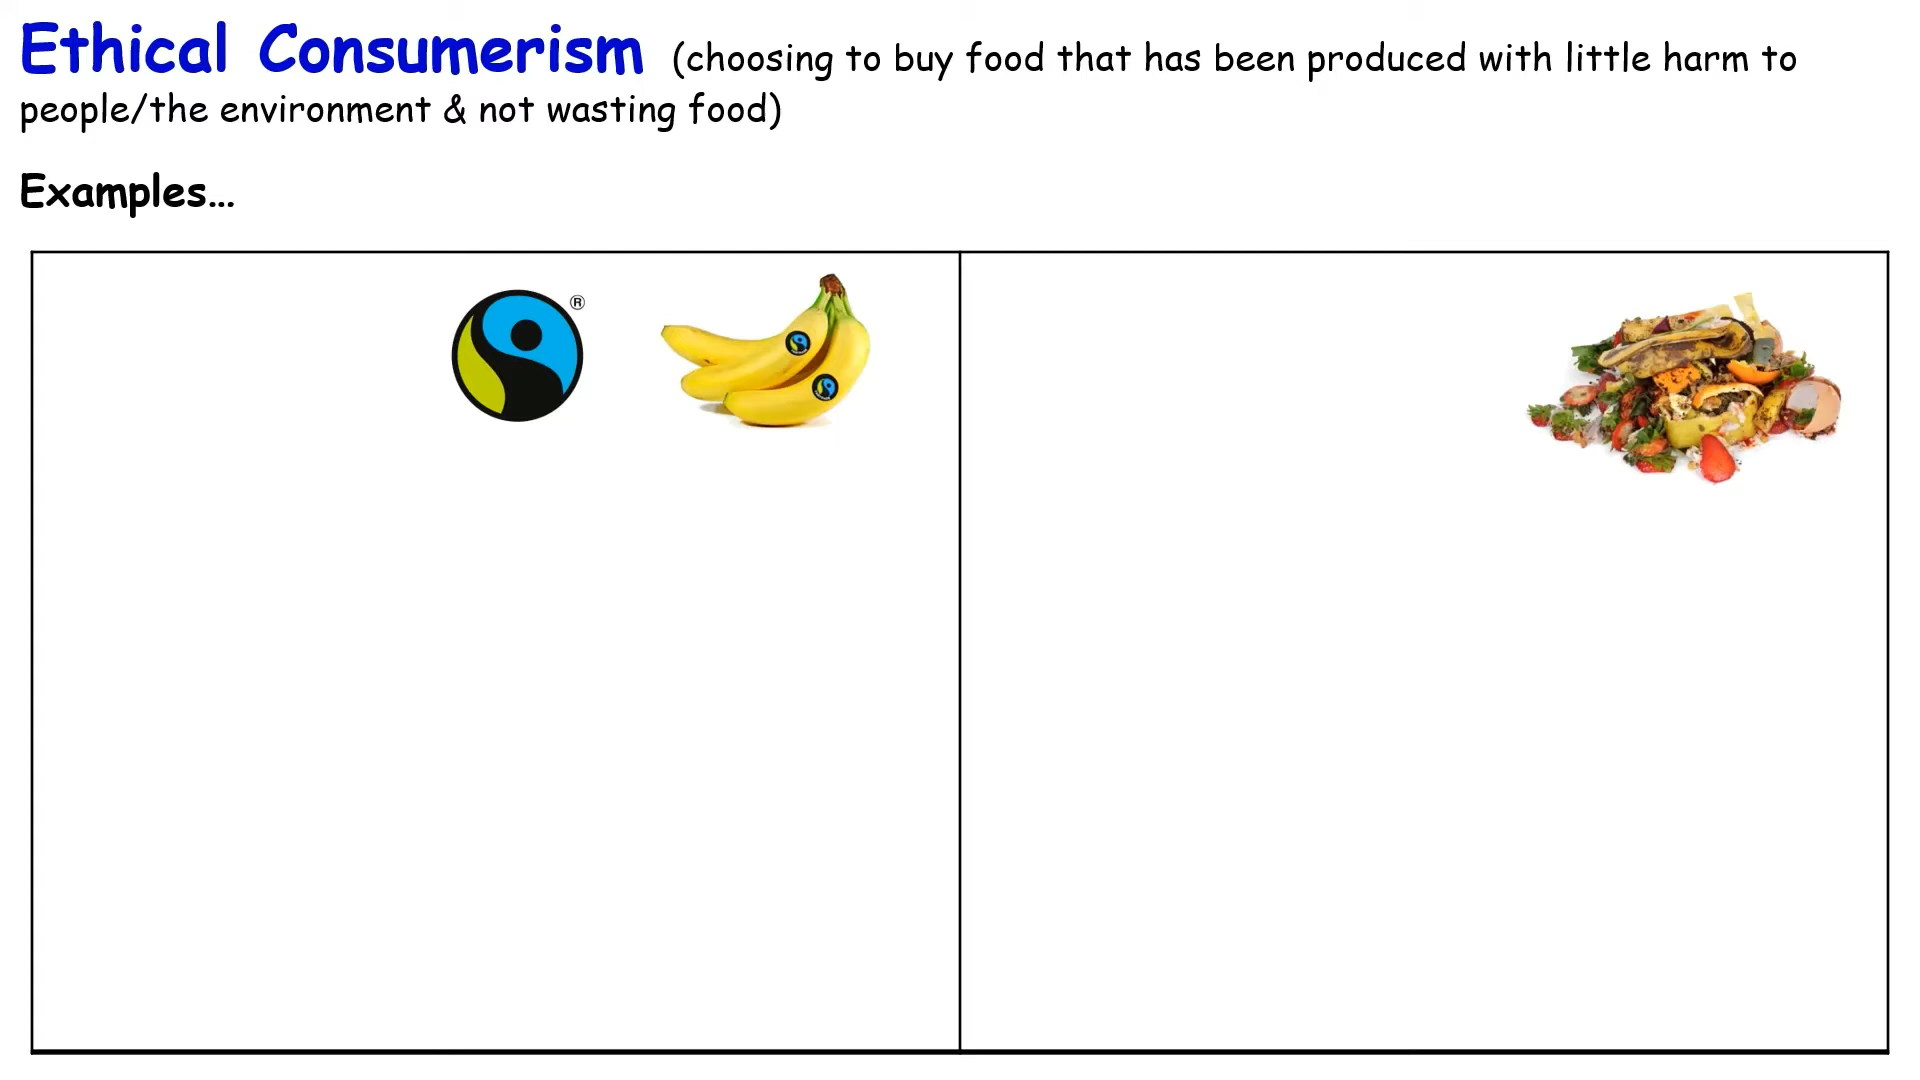 Ethical Consumerism (choosing to buy food that has been produced with little harm to
people/the environment & not wasting food)
Examples...
®